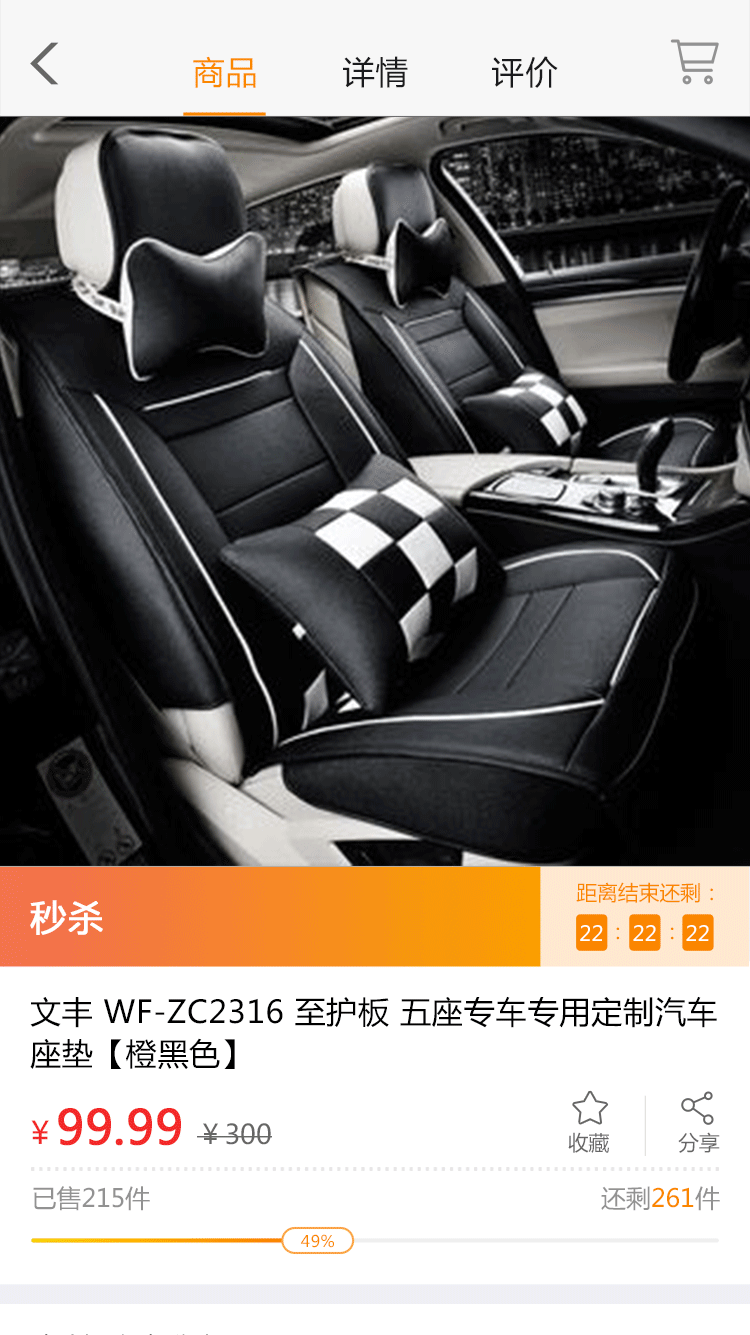 商品 详情 评价
秒杀
距离结束还剩：
22 : 22 : 22
文丰 WF-ZC2316 至护板 五座专车专用定制汽车
座垫【橙黑色】
¥ 99.99 ¥ 300
收藏 分享
已售215件 还剩261件
49%